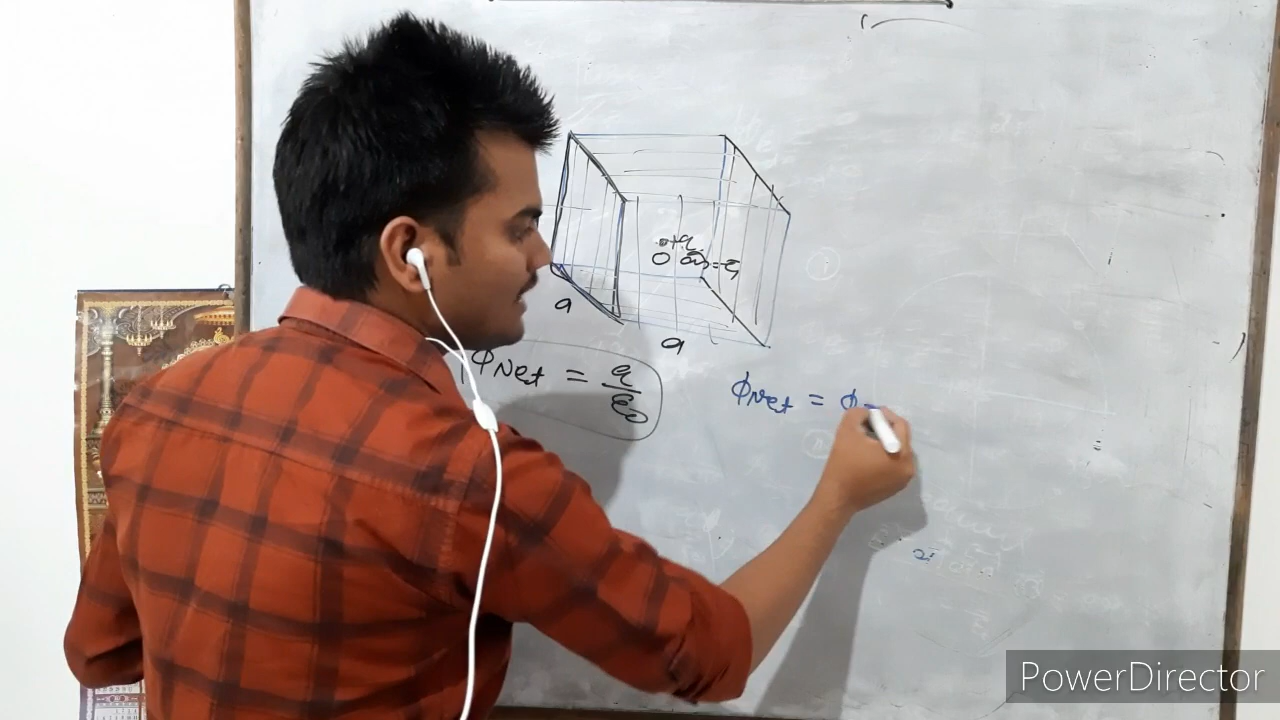 +q
a
a
ϕNet = q/ε0
ϕNet = ϕ
PowerDirector